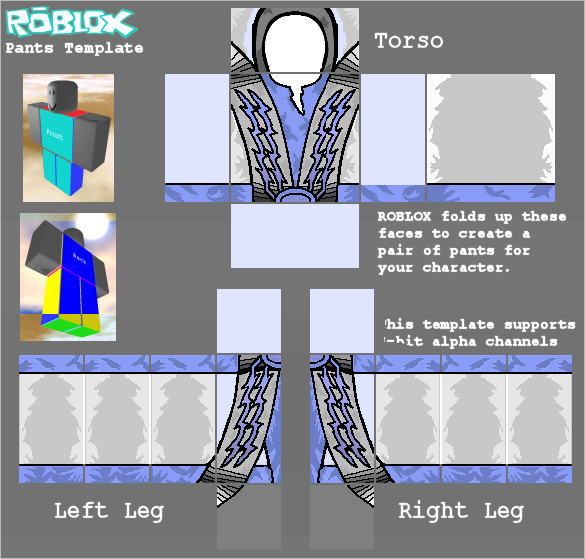 ROBLOX
Pants Template
Torso
Front
Back
ROBLOX folds up these
faces to create a
pair of pants for
your character.
his template supports
-bit alpha channels
Left Leg
Right Leg